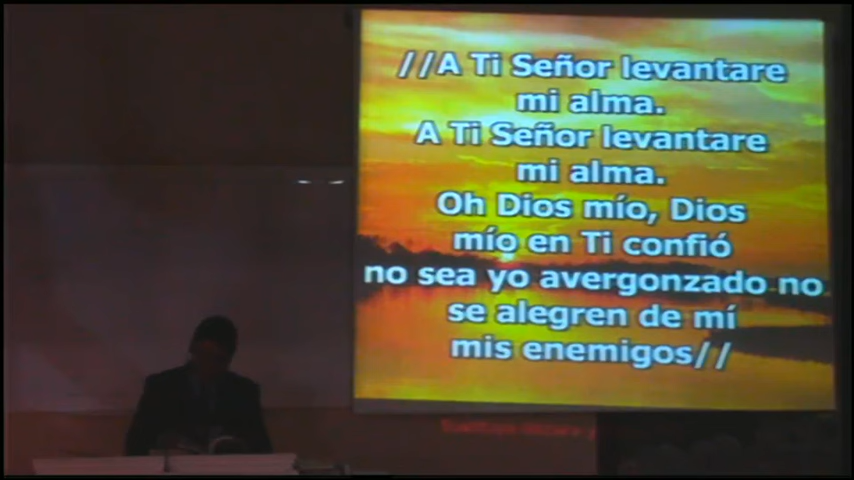 //A Ti Señor levantare
mi alma.
A Ti Señor levantare
mi alma.
Oh Dios mío, Dios
mío en Ti confió
no sea yo avergonzado no
se alegren de mí
mis enemigos//